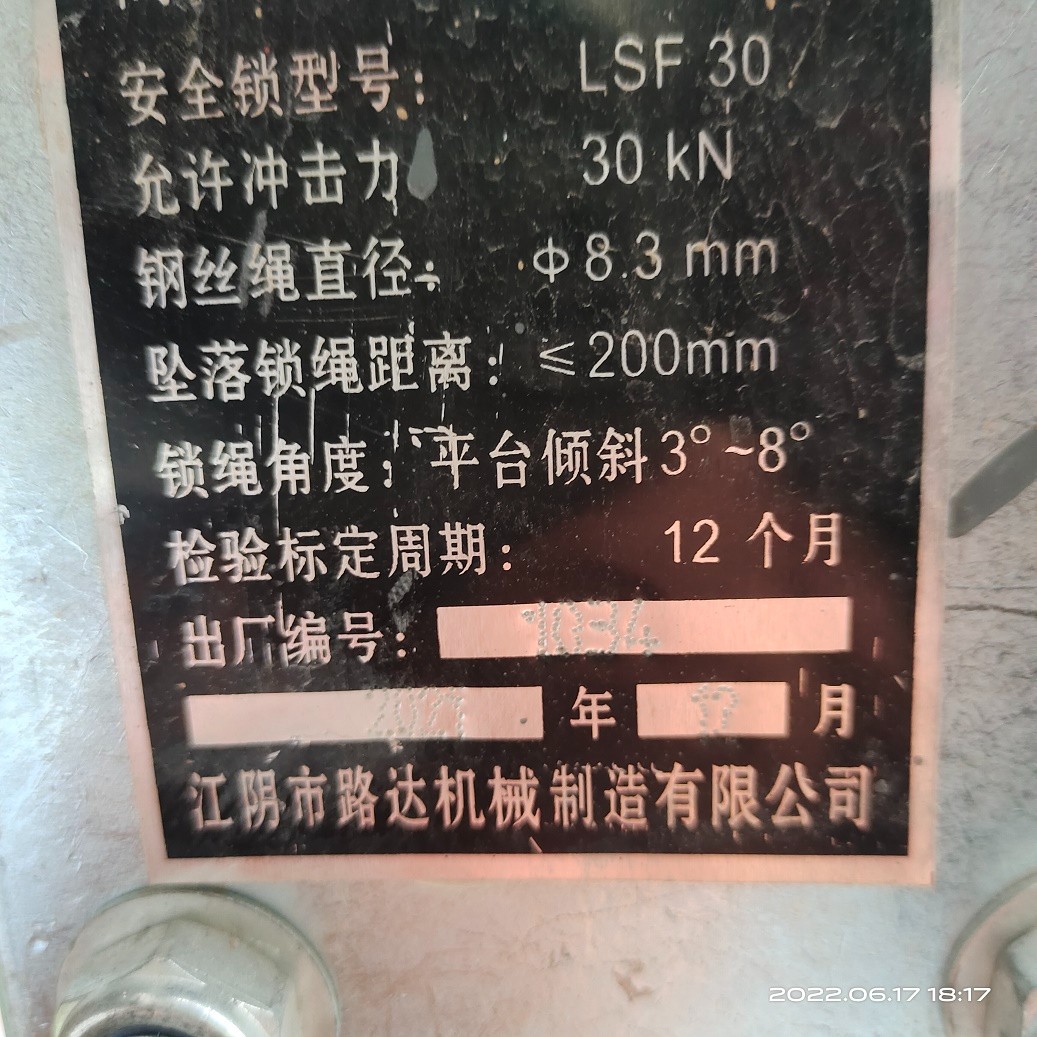 安全锁型号: LSF 30
允许冲击力 30 kN
钢丝绳直径: Φ8.3 mm
坠落锁绳距离: ≤200mm
锁绳角度: 平台倾斜3°~8°
检验标定周期: 12 个月
出厂编号: 1034
2021 年 月
江阴市路达机械制造有限公司
2022.06.17 18:17